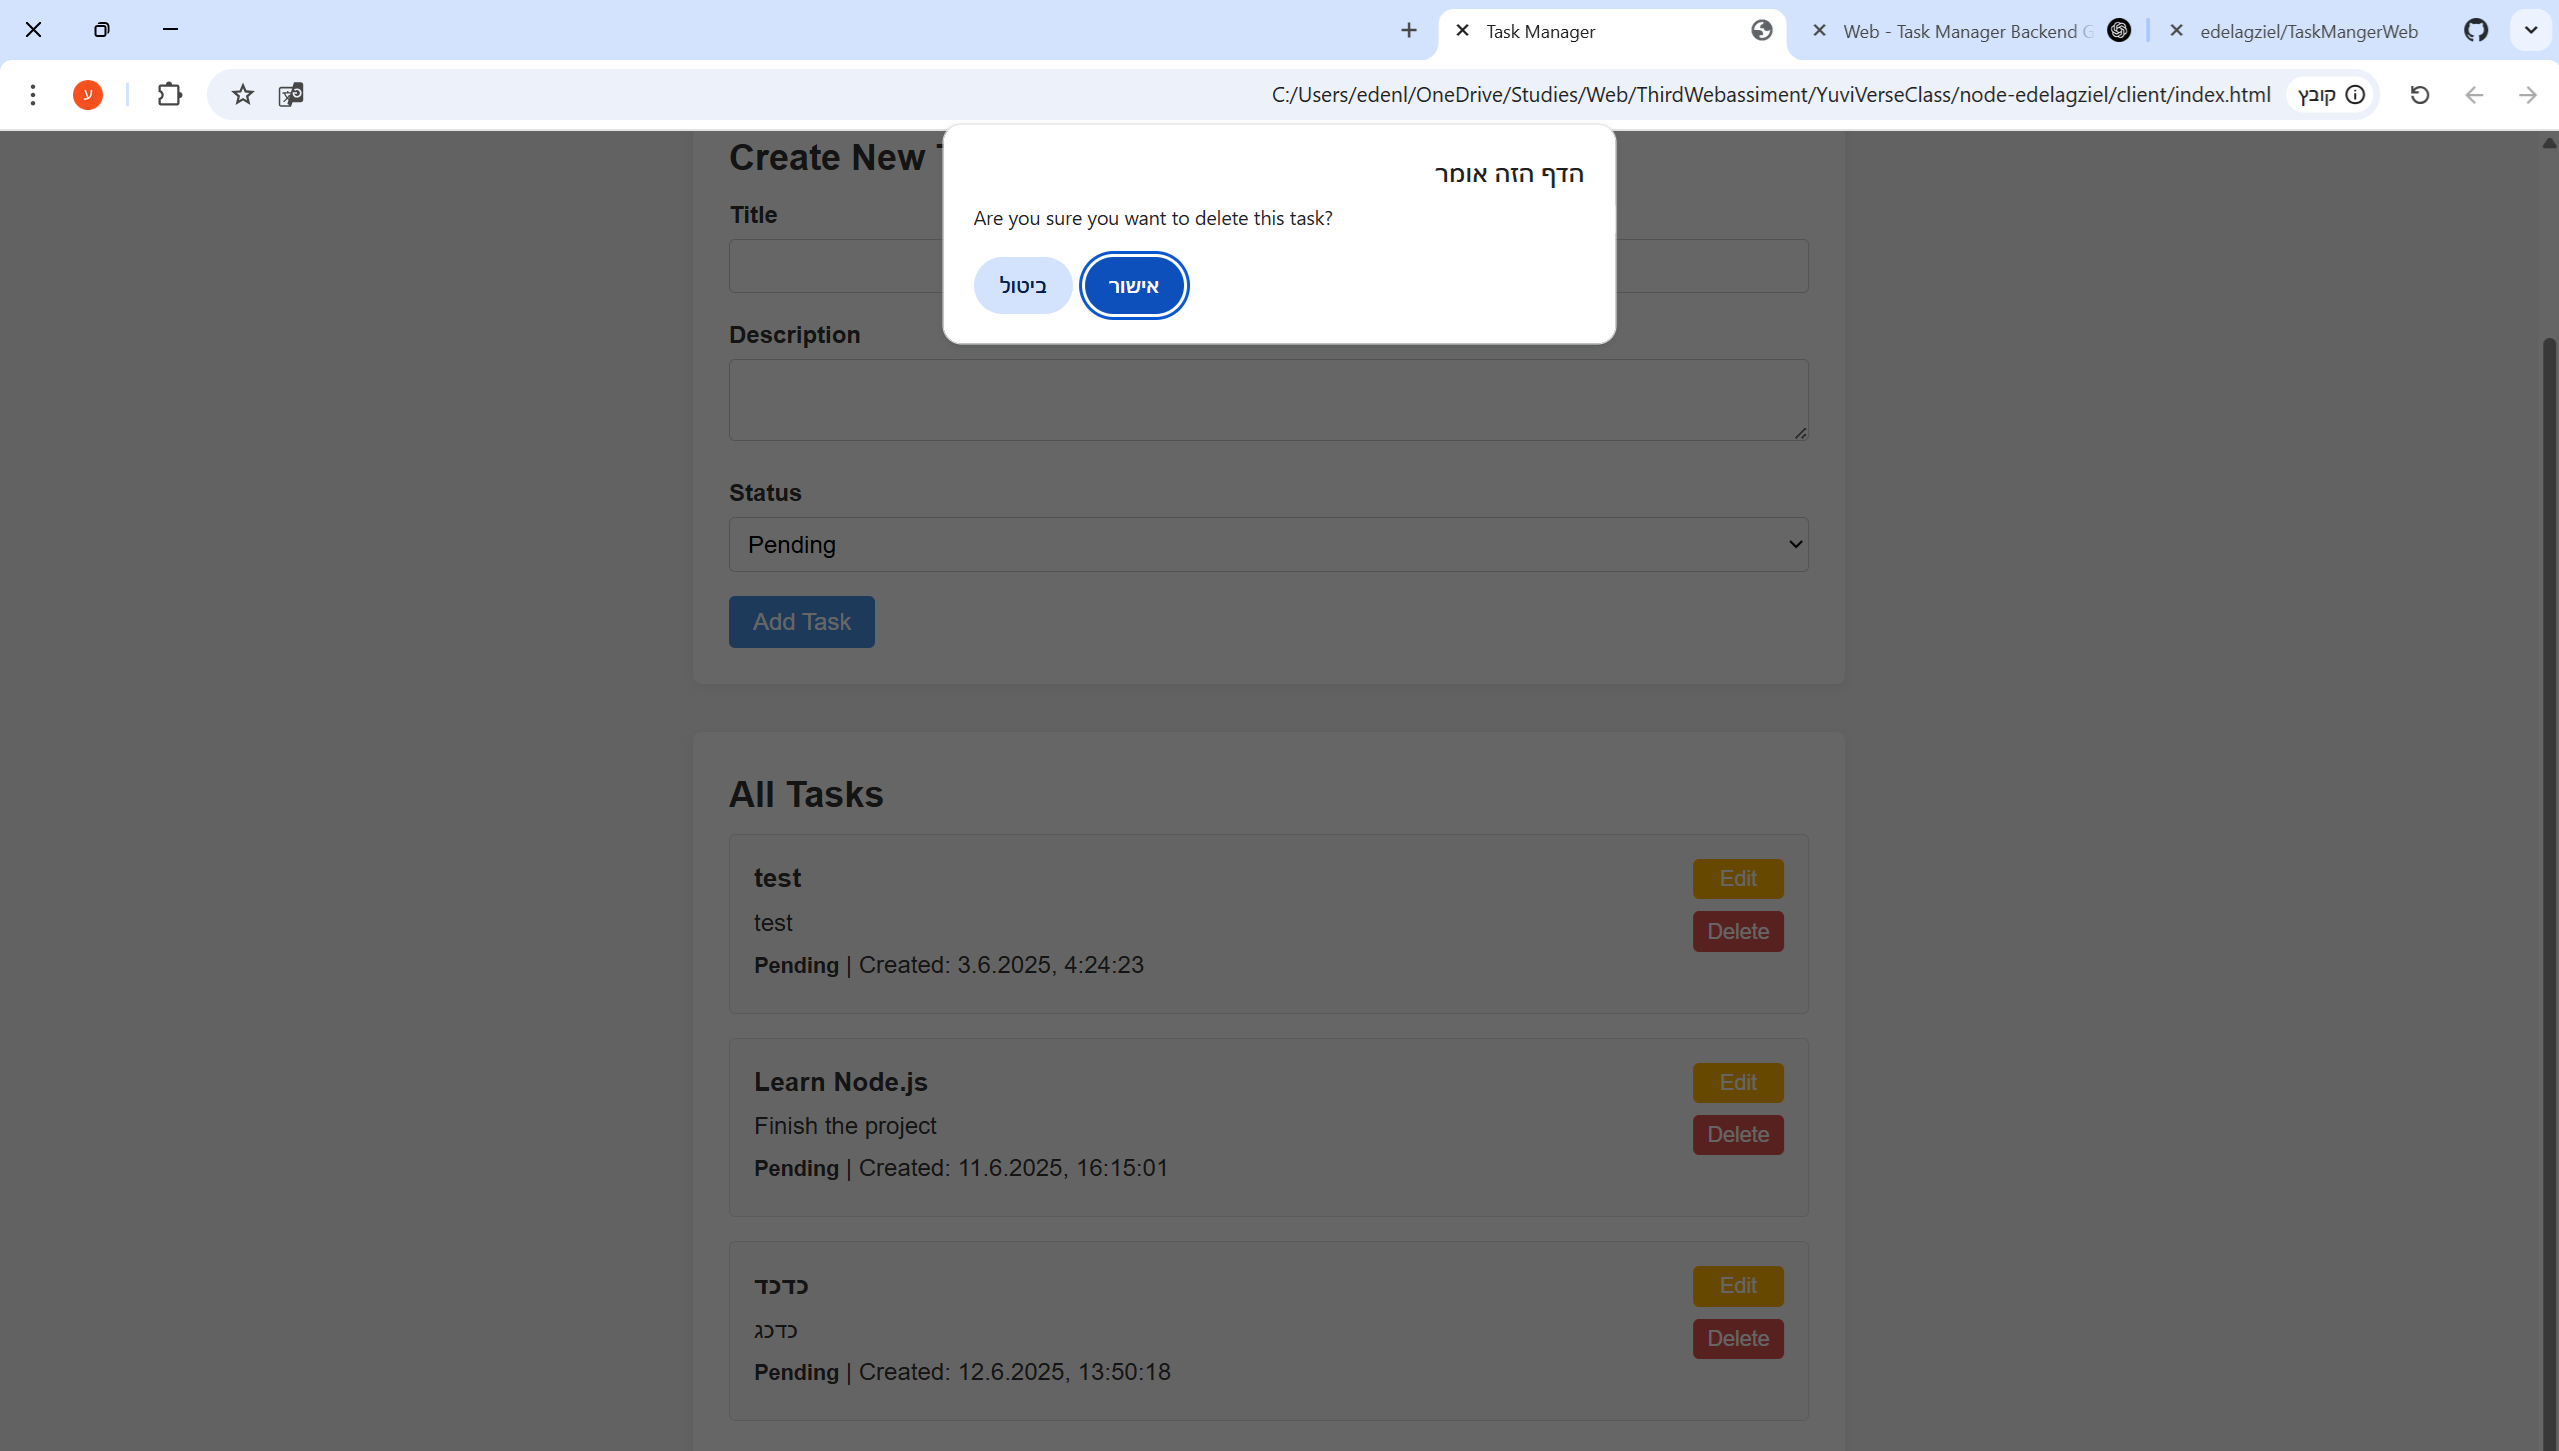 Task Manager
Web - Task Manager Backend G
edelagziel/TaskMangerWeb
ע
C:/Users/edenl/OneDrive/Studies/Web/ThirdWebassiment/YuviVerseClass/node-edelagziel/client/index.html
קובץ
הדף הזה אומר
Are you sure you want to delete this task?
ביטול
אישור
Create New
Title
Description
Status
Pending
Add Task
All Tasks
test
Edit
test
Delete
Pending | Created: 3.6.2025, 4:24:23
Learn Node.js
Edit
Finish the project
Delete
Pending | Created: 11.6.2025, 16:15:01
כדכד
Edit
כדכג
Delete
Pending | Created: 12.6.2025, 13:50:18